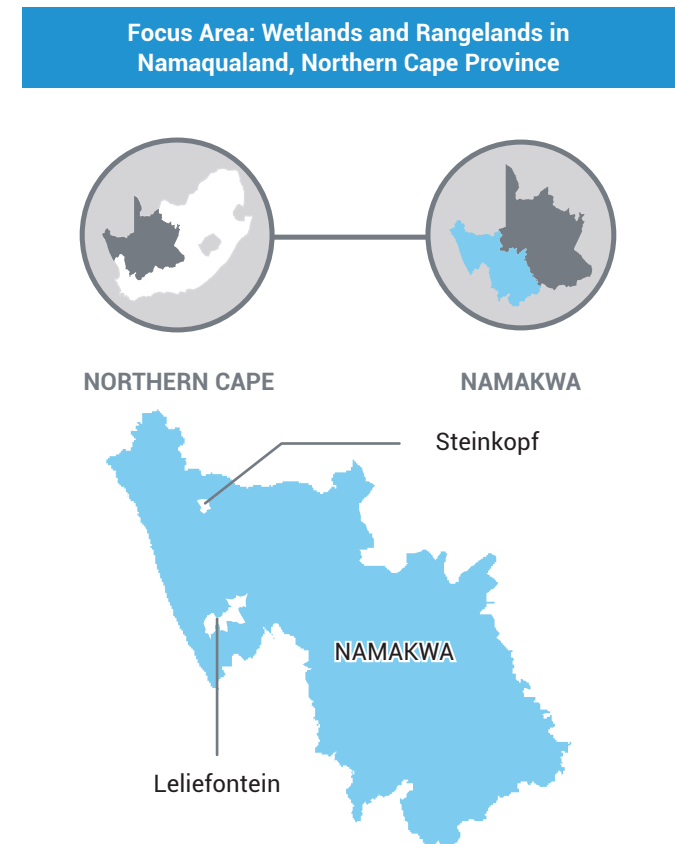 Focus Area: Wetlands and Rangelands in
Namaqualand, Northern Cape Province
NORTHERN CAPE
NAMAKWA
Steinkopf
NAMAKWA
Leliefontein